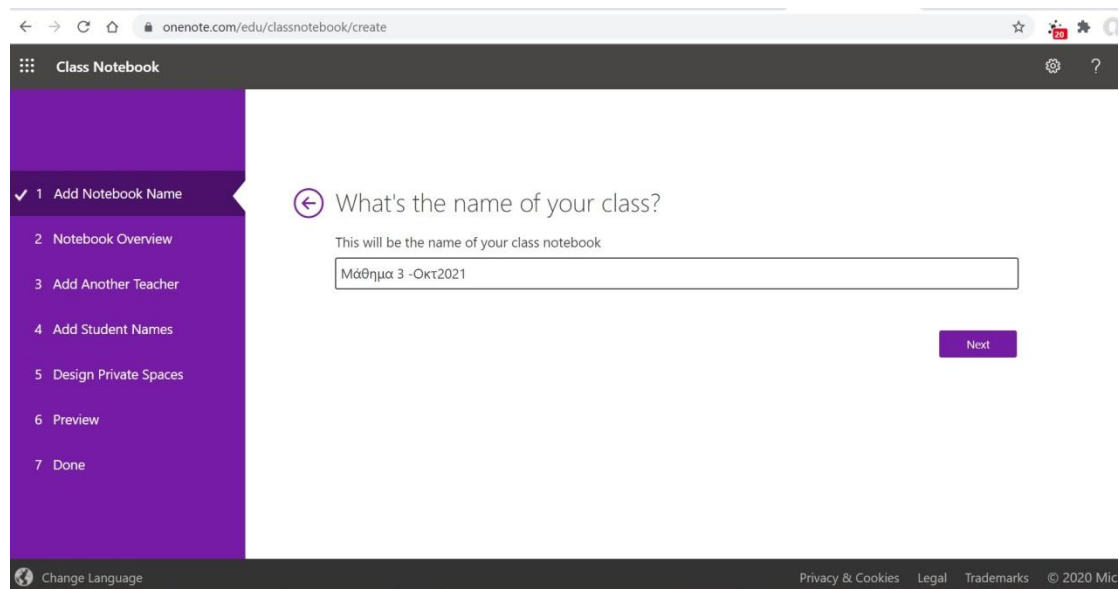 onenote.com/edu/classnotebook/create
20
Class Notebook
?
1 Add Notebook Name
2 Notebook Overview
3 Add Another Teacher
4 Add Student Names
5 Design Private Spaces
6 Preview
7 Done
What's the name of your class?
This will be the name of your class notebook
Μάθημα 3 -Οκτ2021
Next
Change Language
Privacy & Cookies Legal Trademarks © 2020 Mic